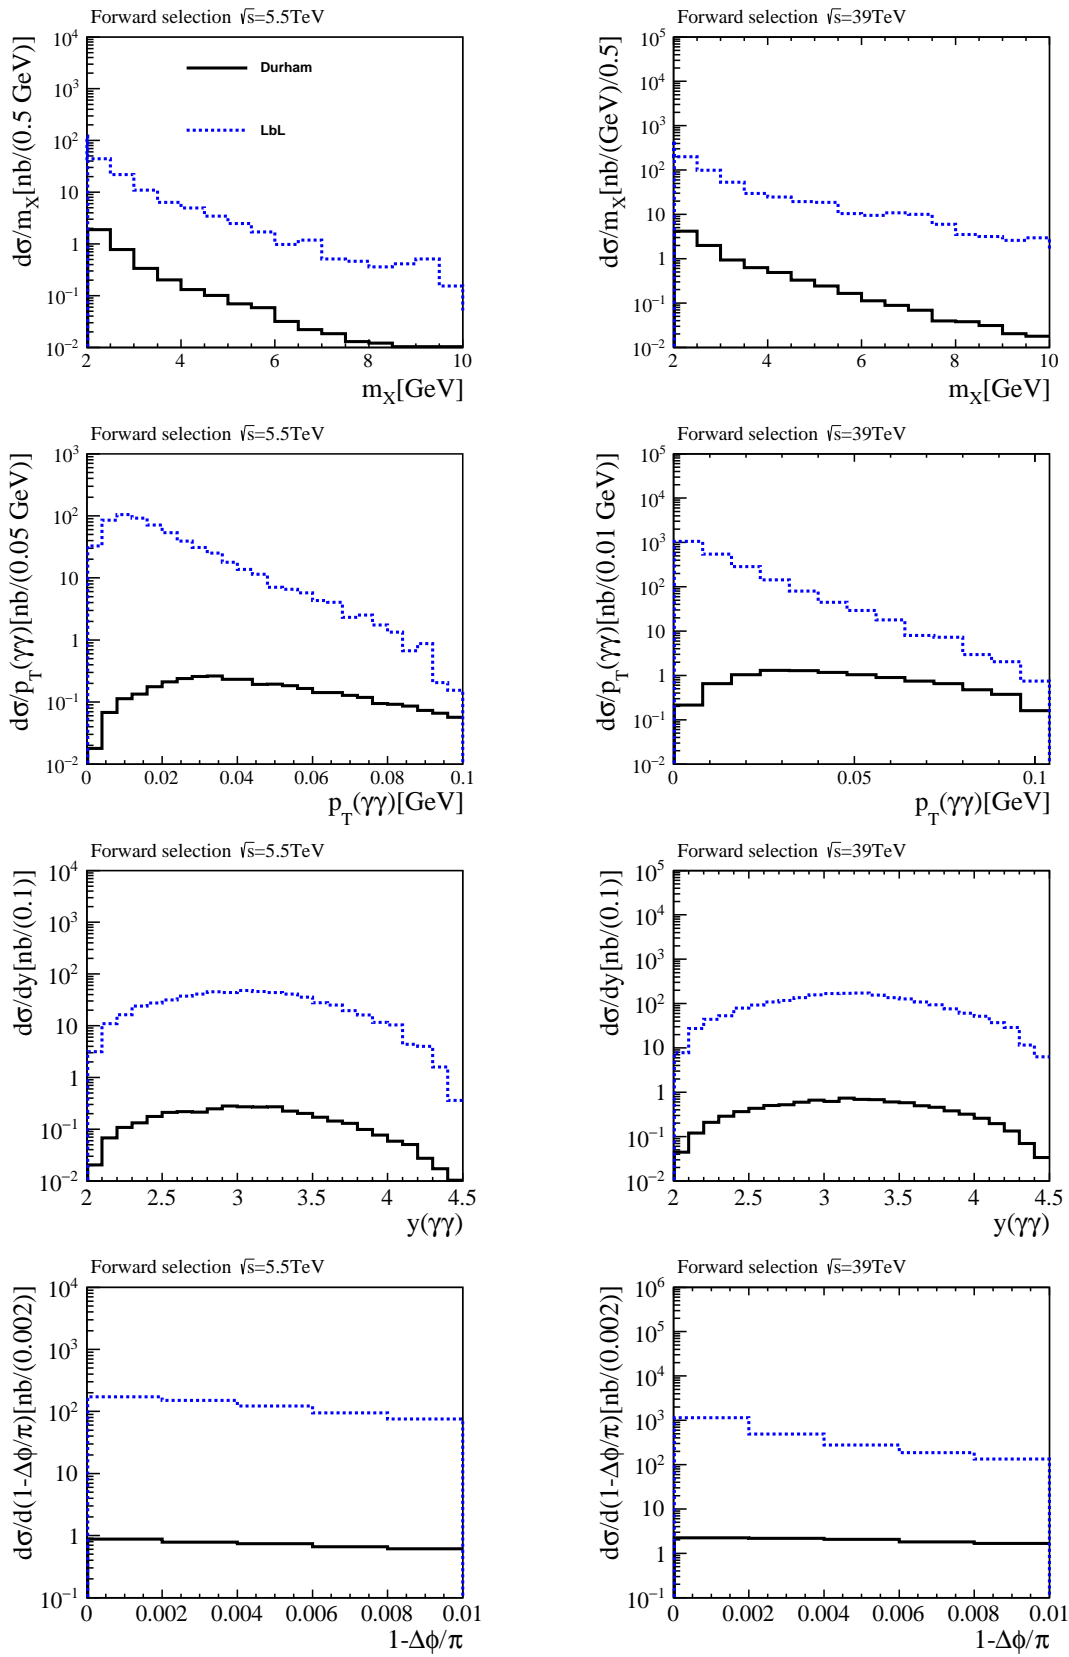 Forward selection √s=5.5TeV
dσ/m_X[nb/(0.5 GeV)]
10^4
10^3
10^2
10
1
10^−1
10^−2
Durham
LbL
2 4 6 8 10
m_X[GeV]
Forward selection √s=39TeV
dσ/m_X[nb/(GeV)/0.5]
10^5
10^4
10^3
10^2
10
1
10^−1
10^−2
2 4 6 8 10
m_X[GeV]
Forward selection √s=5.5TeV
dσ/p_T(γγ)[nb/(0.05 GeV)]
10^3
10^2
10
1
10^−1
10^−2
0 0.02 0.04 0.06 0.08 0.1
p_T(γγ)[GeV]
Forward selection √s=39TeV
dσ/p_T(γγ)[nb/(0.01 GeV)]
10^5
10^4
10^3
10^2
10
1
10^−1
10^−2
0 0.05 0.1
p_T(γγ)[GeV]
Forward selection √s=5.5TeV
dσ/dy[nb/(0.1)]
10^4
10^3
10^2
10
1
10^−1
10^−2
2 2.5 3 3.5 4 4.5
y(γγ)
Forward selection √s=39TeV
dσ/dy[nb/(0.1)]
10^5
10^4
10^3
10^2
10
1
10^−1
10^−2
2 2.5 3 3.5 4 4.5
y(γγ)
Forward selection √s=5.5TeV
dσ/d(1-Δϕ/π)[nb/(0.002)]
10^4
10^3
10^2
10
1
10^−1
0 0.002 0.004 0.006 0.008 0.01
1-Δϕ/π
Forward selection √s=39TeV
dσ/d(1-Δϕ/π)[nb/(0.002)]
10^6
10^5
10^4
10^3
10^2
10
1
10^−1
0 0.002 0.004 0.006 0.008 0.01
1-Δϕ/π